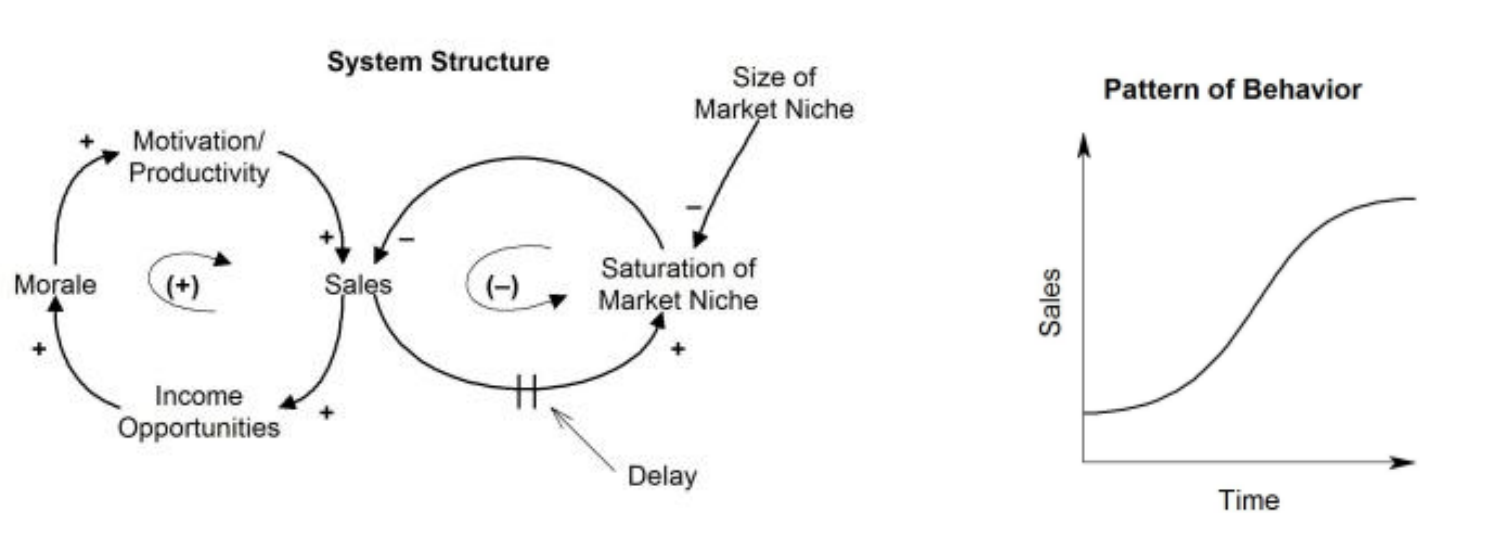 System Structure
Size of
Market Niche
Pattern of Behavior
+
Motivation/
Productivity
–
+
–
Morale
(+)
Sales
(–)
Saturation of
Market Niche
Sales
+
+
Income
Opportunities
+
Delay
Time